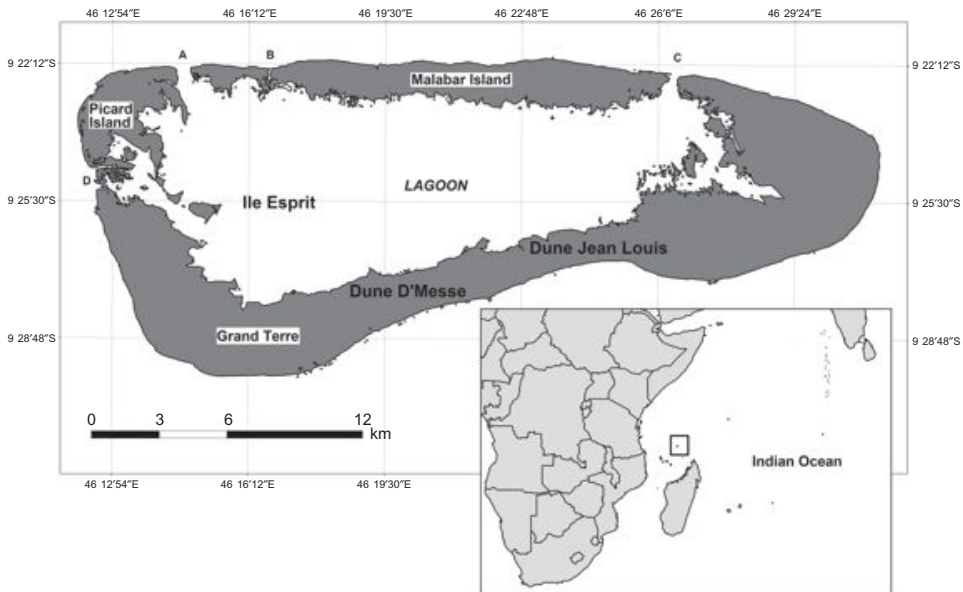 46 12′54″E 46 16′12″E 46 19′30″E 46 22′48″E 46 26′6″E 46 29′24″E
A B C
9 22′12″S 9 22′12″S
Malabar Island
Picard
Island
D
LAGOON
Ile Esprit
9 25′30″S 9 25′30″S
Dune Jean Louis
Dune D'Messe
Grand Terre
9 28′48″S 9 28′48″S
0 3 6 12
km
Indian Ocean
46 12′54″E 46 16′12″E 46 19′30″E